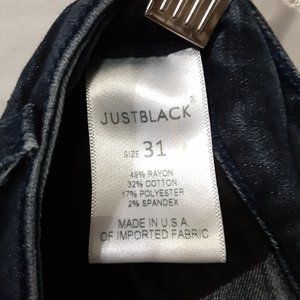 JUSTBLACK®
SIZE 31
49% RAYON
32% COTTON
17% POLYESTER
2% SPANDEX
MADE IN U.S.A
OF IMPORTED FABRIC